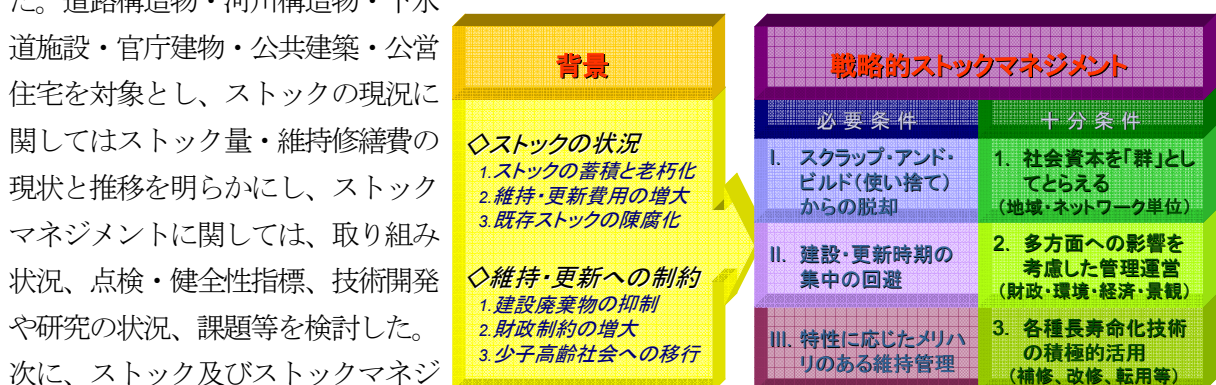 た。道路構造物・河川構造物・下水
道施設・官庁建物・公共建築・公営
住宅を対象とし、ストックの現況に
関してはストック量・維持修繕費の
現状と推移を明らかにし、ストック
マネジメントに関しては、取り組み
状況、点検・健全性指標、技術開発
や研究の状況、課題等を検討した。
次に、ストック及びストックマネジ
背景
◇ストックの状況
1.ストックの蓄積と老朽化
2.維持・更新費用の増大
3.既存ストックの陳腐化
◇維持・更新への制約
1.建設廃棄物の抑制
2.財政制約の増大
3.少子高齢社会への移行
戦略的ストックマネジメント
必要条件
I. スクラップ・アンド・
ビルド(使い捨て)
からの脱却
II. 建設・更新時期の
集中の回避
III. 特性に応じたメリハ
リのある維持管理
十分条件
1. 社会資本を「群」とし
てとらえる
(地域・ネットワーク単位)
2. 多方面への影響を
考慮した管理運営
(財政・環境・経済・景観)
3. 各種長寿命化技術
の積極的活用
(補修、改修、転用等)